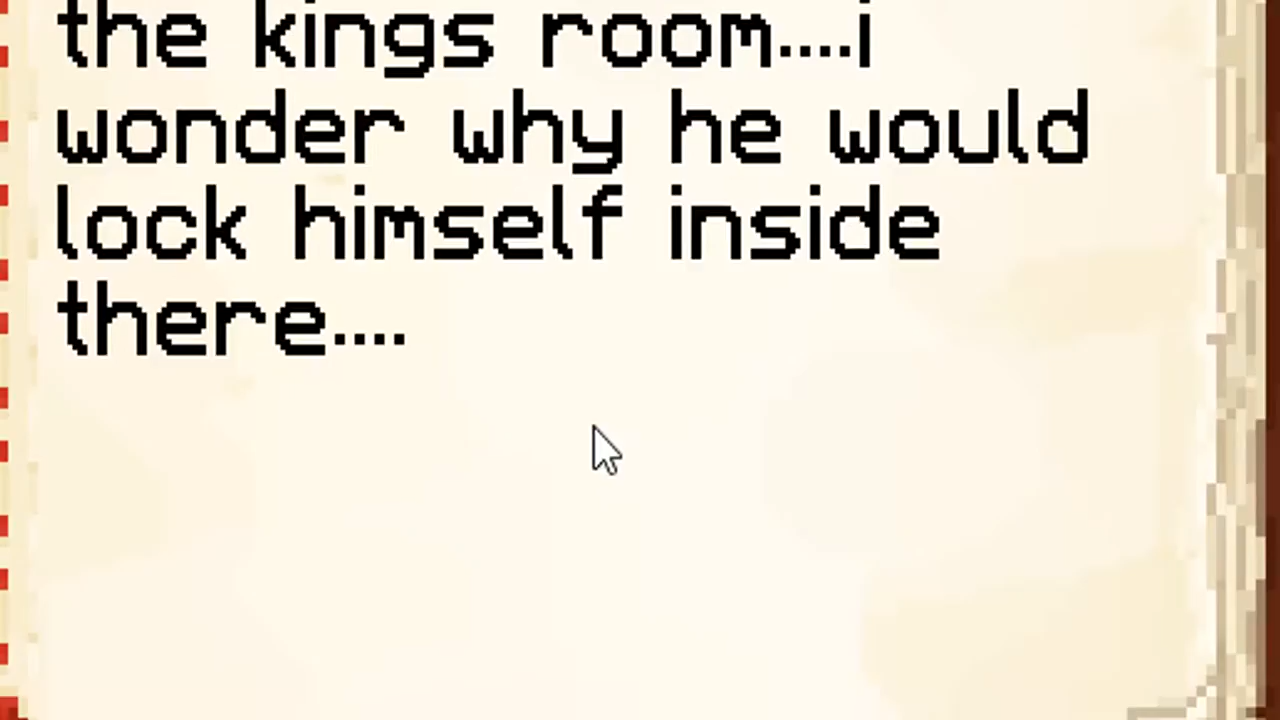 the kings room....i
wonder why he would
lock himself inside
there....